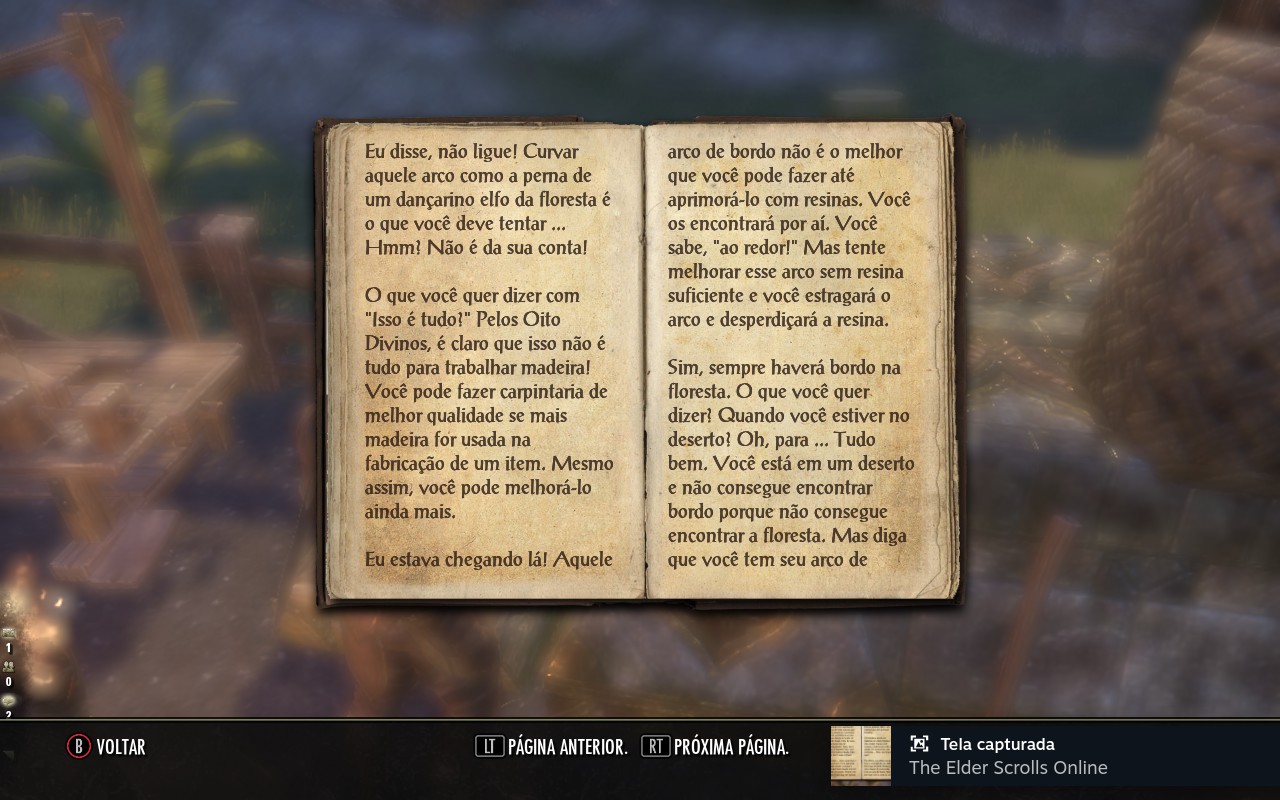 Eu disse, não ligue! Curvar
aquele arco como a perna de
um dançarino elfo da floresta é
o que você deve tentar ...
Hmm? Não é da sua conta!
O que você quer dizer com
"Isso é tudo?" Pelos Oito
Divinos, é claro que isso não é
tudo para trabalhar madeira!
Você pode fazer carpintaria de
melhor qualidade se mais
madeira for usada na
fabricação de um item. Mesmo
assim, você pode melhorá-lo
ainda mais.
Eu estava chegando lá! Aquele
arco de bordo não é o melhor
que você pode fazer até
aprimorá-lo com resinas. Você
os encontrará por aí. Você
sabe, "ao redor!" Mas tente
melhorar esse arco sem resina
suficiente e você estragará o
arco e desperdiçará a resina.
Sim, sempre haverá bordo na
floresta. O que você quer
dizer? Quando você estiver no
deserto? Oh, para ... Tudo
bem. Você está em um deserto
e não consegue encontrar
bordo porque não consegue
encontrar a floresta. Mas diga
que você tem seu arco de
1
0
B VOLTAR
LT PÁGINA ANTERIOR. RT PRÓXIMA PÁGINA.
Tela capturada
The Elder Scrolls Online